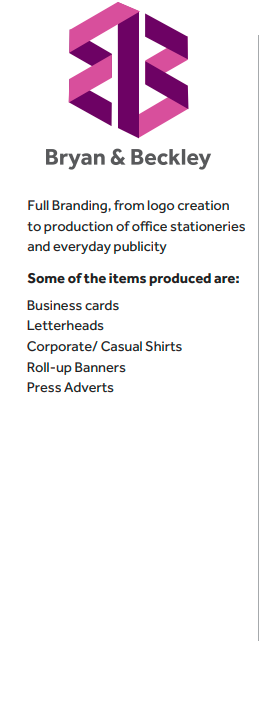 Bryan & Beckley
Full Branding, from logo creation
to production of office stationeries
and everyday publicity
Some of the items produced are:
Business cards
Letterheads
Corporate/ Casual Shirts
Roll-up Banners
Press Adverts